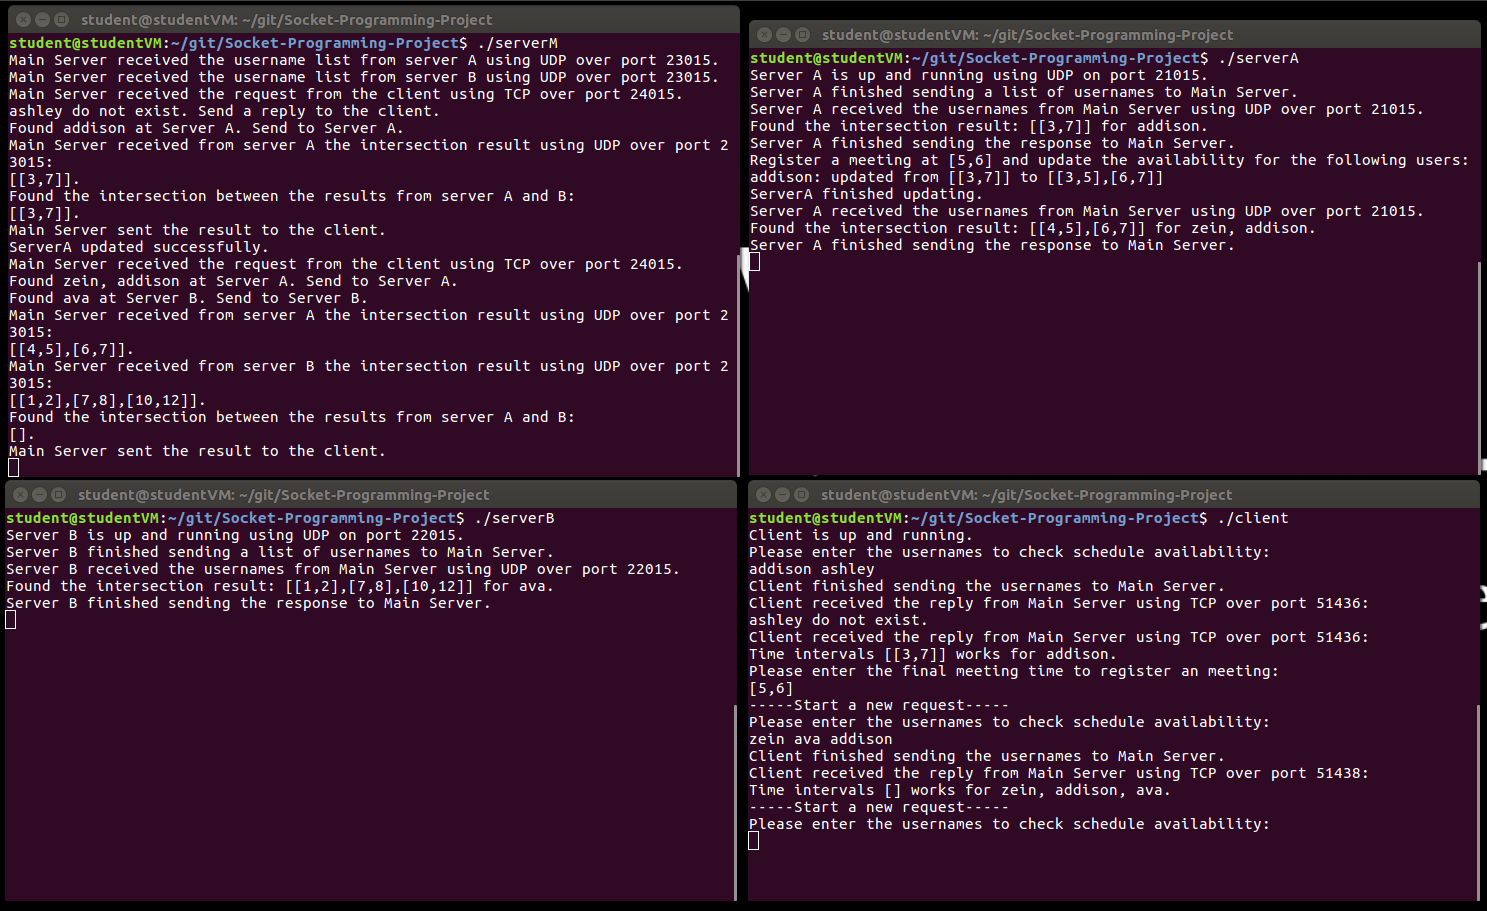 student@studentVM: ~/git/Socket-Programming-Project
student@studentVM:~/git/Socket-Programming-Project$ ./serverM
Main Server received the username list from server A using UDP over port 23015.
Main Server received the username list from server B using UDP over port 23015.
Main Server received the request from the client using TCP over port 24015.
ashley do not exist. Send a reply to the client.
Found addison at Server A. Send to Server A.
Main Server received from server A the intersection result using UDP over port 2
3015:
[[3,7]].
Found the intersection between the results from server A and B:
[[3,7]].
Main Server sent the result to the client.
ServerA updated successfully.
Main Server received the request from the client using TCP over port 24015.
Found zein, addison at Server A. Send to Server A.
Found ava at Server B. Send to Server B.
Main Server received from server A the intersection result using UDP over port 2
3015:
[[4,5],[6,7]].
Main Server received from server B the intersection result using UDP over port 2
3015:
[[1,2],[7,8],[10,12]].
Found the intersection between the results from server A and B:
[].
Main Server sent the result to the client.
student@studentVM: ~/git/Socket-Programming-Project
student@studentVM:~/git/Socket-Programming-Project$ ./serverA
Server A is up and running using UDP on port 21015.
Server A finished sending a list of usernames to Main Server.
Server A received the usernames from Main Server using UDP over port 21015.
Found the intersection result: [[3,7]] for addison.
Server A finished sending the response to Main Server.
Register a meeting at [5,6] and update the availability for the following users:
addison: updated from [[3,7]] to [[3,5],[6,7]]
ServerA finished updating.
Server A received the usernames from Main Server using UDP over port 21015.
Found the intersection result: [[4,5],[6,7]] for zein, addison.
Server A finished sending the response to Main Server.
student@studentVM: ~/git/Socket-Programming-Project
student@studentVM:~/git/Socket-Programming-Project$ ./serverB
Server B is up and running using UDP on port 22015.
Server B finished sending a list of usernames to Main Server.
Server B received the usernames from Main Server using UDP over port 22015.
Found the intersection result: [[1,2],[7,8],[10,12]] for ava.
Server B finished sending the response to Main Server.
student@studentVM: ~/git/Socket-Programming-Project
student@studentVM:~/git/Socket-Programming-Project$ ./client
Client is up and running.
Please enter the usernames to check schedule availability:
addison ashley
Client finished sending the usernames to Main Server.
Client received the reply from Main Server using TCP over port 51436:
ashley do not exist.
Client received the reply from Main Server using TCP over port 51436:
Time intervals [[3,7]] works for addison.
Please enter the final meeting time to register an meeting:
[5,6]
-----Start a new request-----
Please enter the usernames to check schedule availability:
zein ava addison
Client finished sending the usernames to Main Server.
Client received the reply from Main Server using TCP over port 51438:
Time intervals [] works for zein, addison, ava.
-----Start a new request-----
Please enter the usernames to check schedule availability: